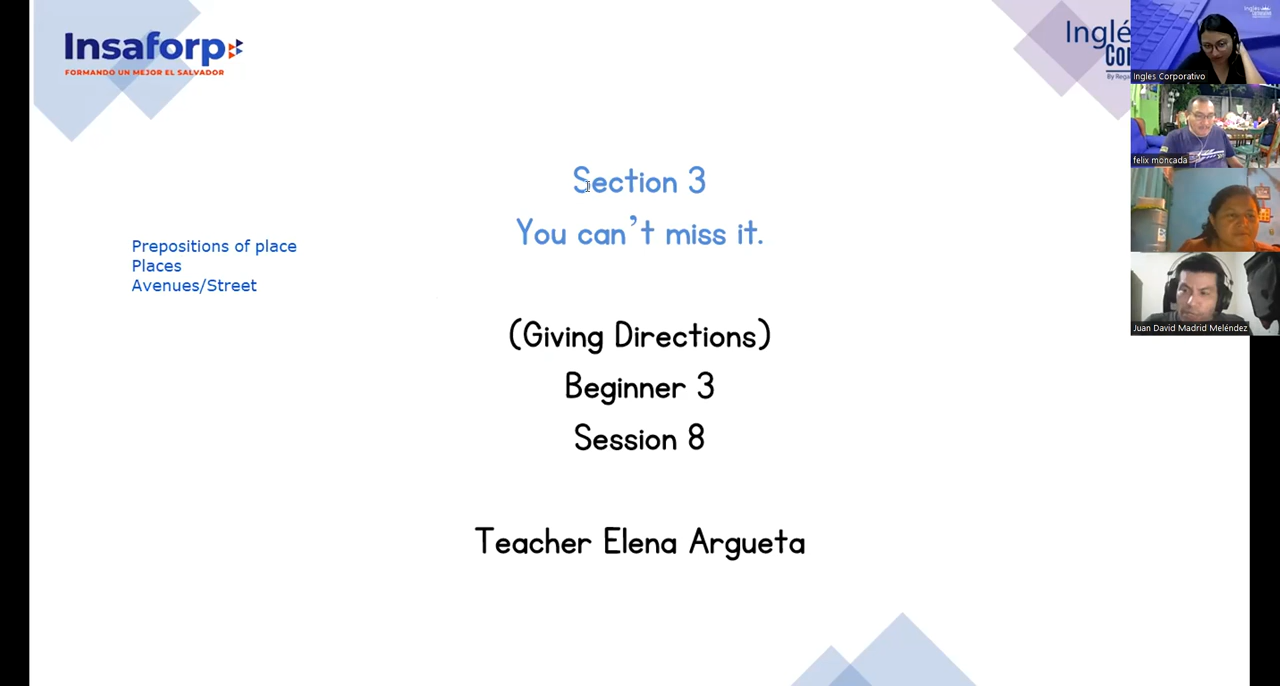 Insaforp
FORMANDO UN MEJOR EL SALVADOR
Section 3
You can't miss it.
Prepositions of place
Places
Avenues/Street
(Giving Directions)
Beginner 3
Session 8
Teacher Elena Argueta
Ingles Corporativo
felix moncada
Juan David Madrid Meléndez